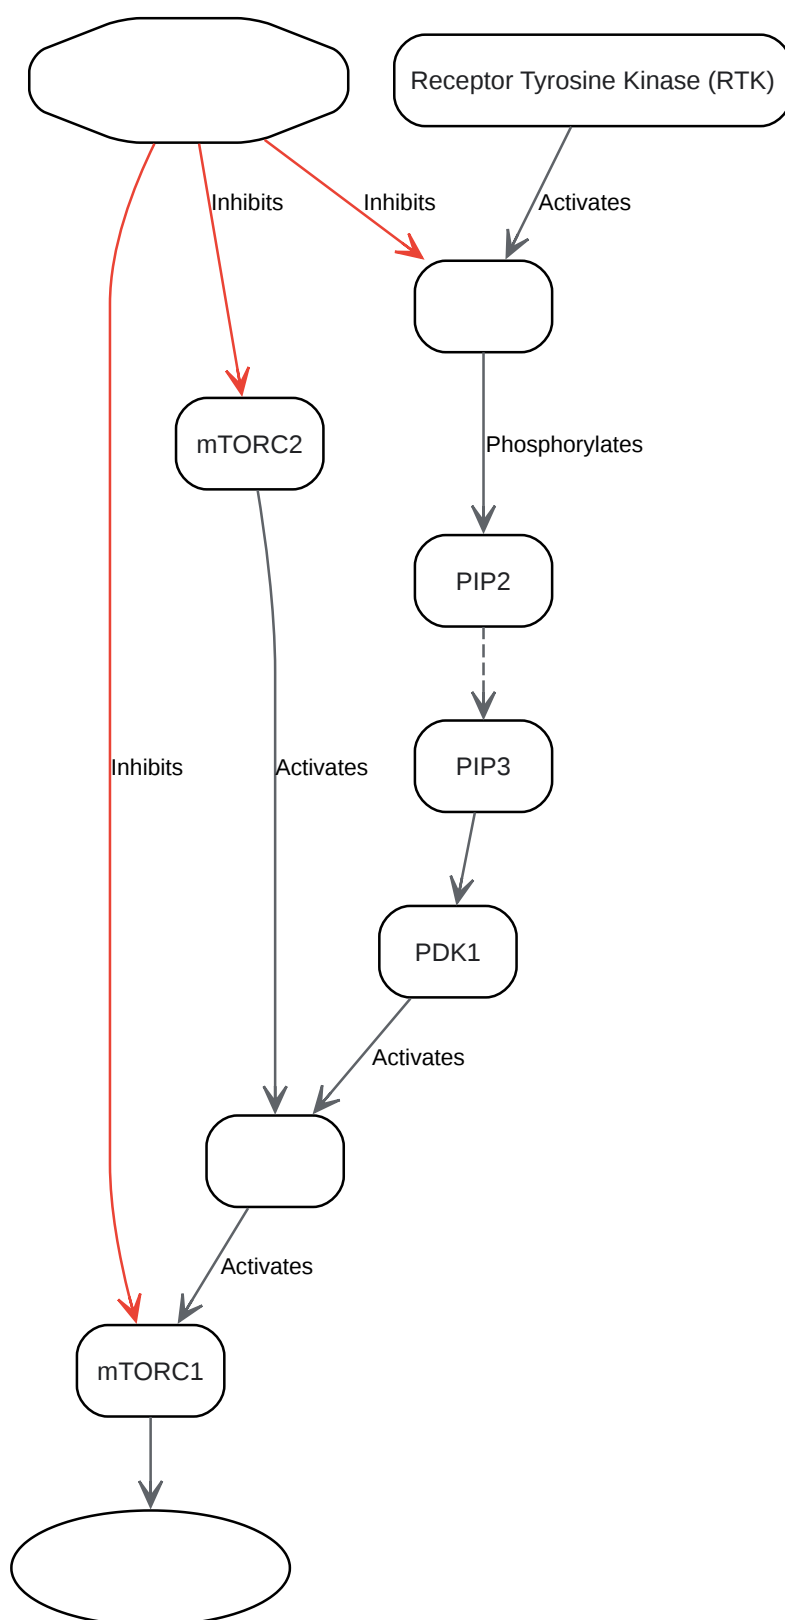 Receptor Tyrosine Kinase (RTK)
Inhibits
Inhibits
Activates
mTORC2
Phosphorylates
PIP2
Inhibits
Activates
PIP3
PDK1
Activates
Activates
mTORC1